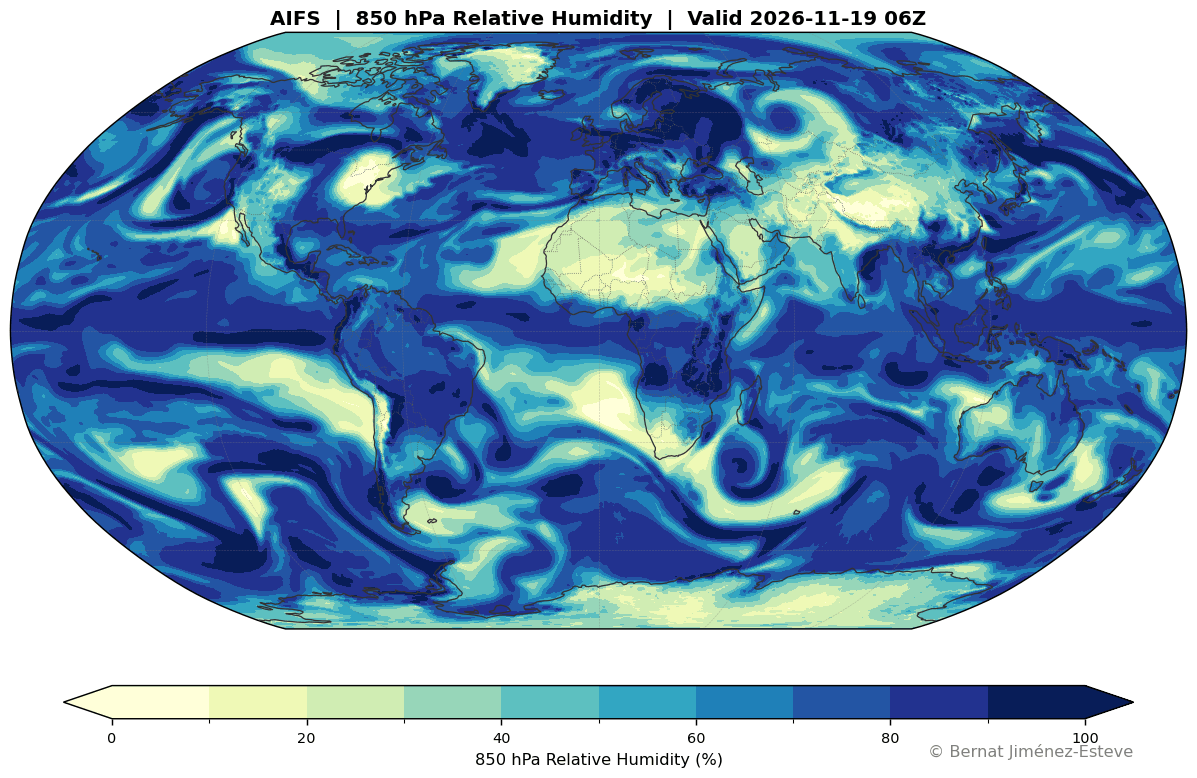 AIFS | 850 hPa Relative Humidity | Valid 2026-11-19 06Z
0 20 40 60 80 100
850 hPa Relative Humidity (%)
© Bernat Jiménez-Esteve